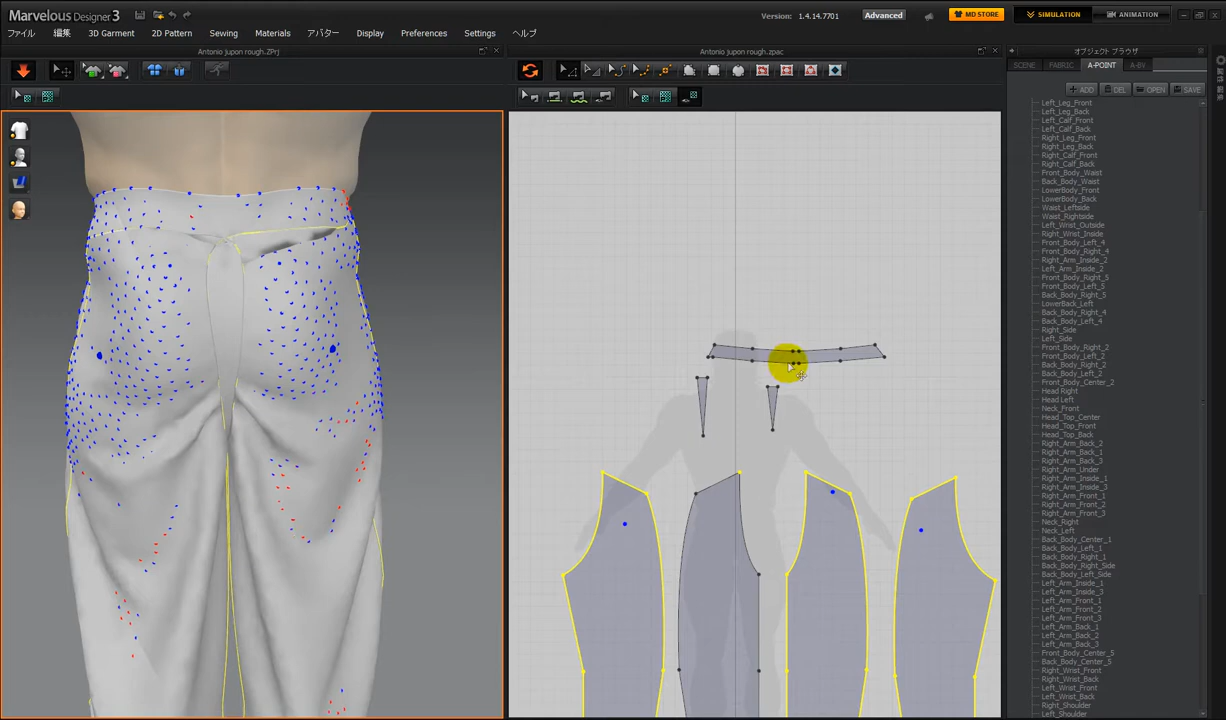 Marvelous Designer 3
Version: 1.4.14.7701
Advanced
MD STORE
SIMULATION
ANIMATION
ファイル
編集
3D Garment
2D Pattern
Sewing
Materials
アバター
Display
Preferences
Settings
ヘルプ
Antonio jupon rough.ZPrj
Antonio jupon rough.zpac
オブジェクト ブラウザ
SCENE
FABRIC
A-POINT
A-BV
ADD
DEL
OPEN
SAVE
Left_Leg_Front
Left_Leg_Back
Left_Calf_Front
Left_Calf_Back
Right_Leg_Front
Right_Leg_Back
Right_Calf_Front
Right_Calf_Back
Front_Body_Waist
Back_Body_Waist
LowerBody_Front
LowerBody_Back
Waist_Leftside
Waist_Rightside
Left_Wrist_Outside
Right_Wrist_Inside
Front_Body_Left_4
Front_Body_Right_4
Right_Arm_Inside_2
Left_Arm_Inside_2
Front_Body_Right_5
Front_Body_Left_5
Back_Body_Right_5
LowerBack_Left
Back_Body_Right_4
Back_Body_Left_4
Right_Side
Left_Side
Front_Body_Right_2
Front_Body_Left_2
Back_Body_Right_2
Back_Body_Left_2
Front_Body_Center_2
Head Right
Head Left
Neck_Front
Head_Top_Center
Head_Top_Front
Head_Top_Back
Right_Arm_Back_2
Right_Arm_Back_1
Right_Arm_Back_3
Right_Arm_Under
Right_Arm_Inside_1
Right_Arm_Inside_3
Right_Arm_Front_1
Right_Arm_Front_2
Right_Arm_Front_3
Neck_Right
Neck_Left
Back_Body_Center_1
Back_Body_Left_1
Back_Body_Right_1
Back_Body_Right_Side
Back_Body_Left_Side
Left_Arm_Inside_1
Left_Arm_Inside_3
Left_Arm_Front_1
Left_Arm_Front_2
Left_Arm_Front_3
Left_Arm_Back_1
Left_Arm_Back_2
Left_Arm_Back_3
Front_Body_Center_5
Back_Body_Center_5
Right_Wrist_Front
Right_Wrist_Back
Left_Wrist_Front
Left_Wrist_Back
Right_Shoulder
Left_Shoulder